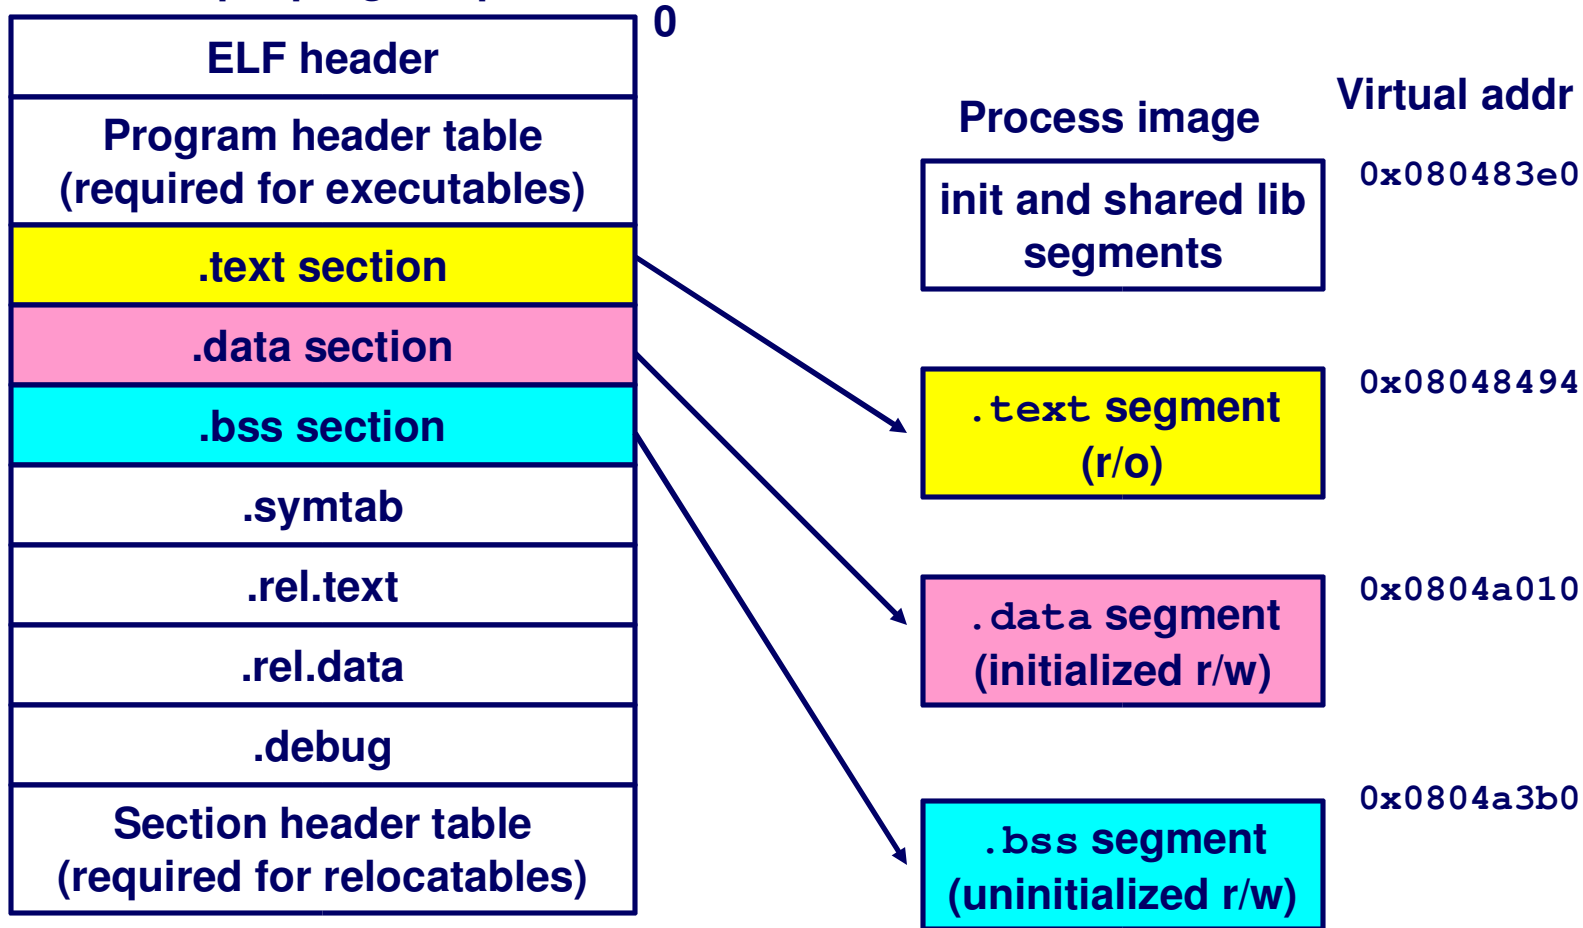 0
ELF header
Program header table
(required for executables)
.text section
.data section
.bss section
.symtab
.rel.text
.rel.data
.debug
Section header table
(required for relocatables)
Process image
Virtual addr
init and shared lib
segments
0x080483e0
.text segment
(r/o)
0x08048494
.data segment
(initialized r/w)
0x0804a010
.bss segment
(uninitialized r/w)
0x0804a3b0